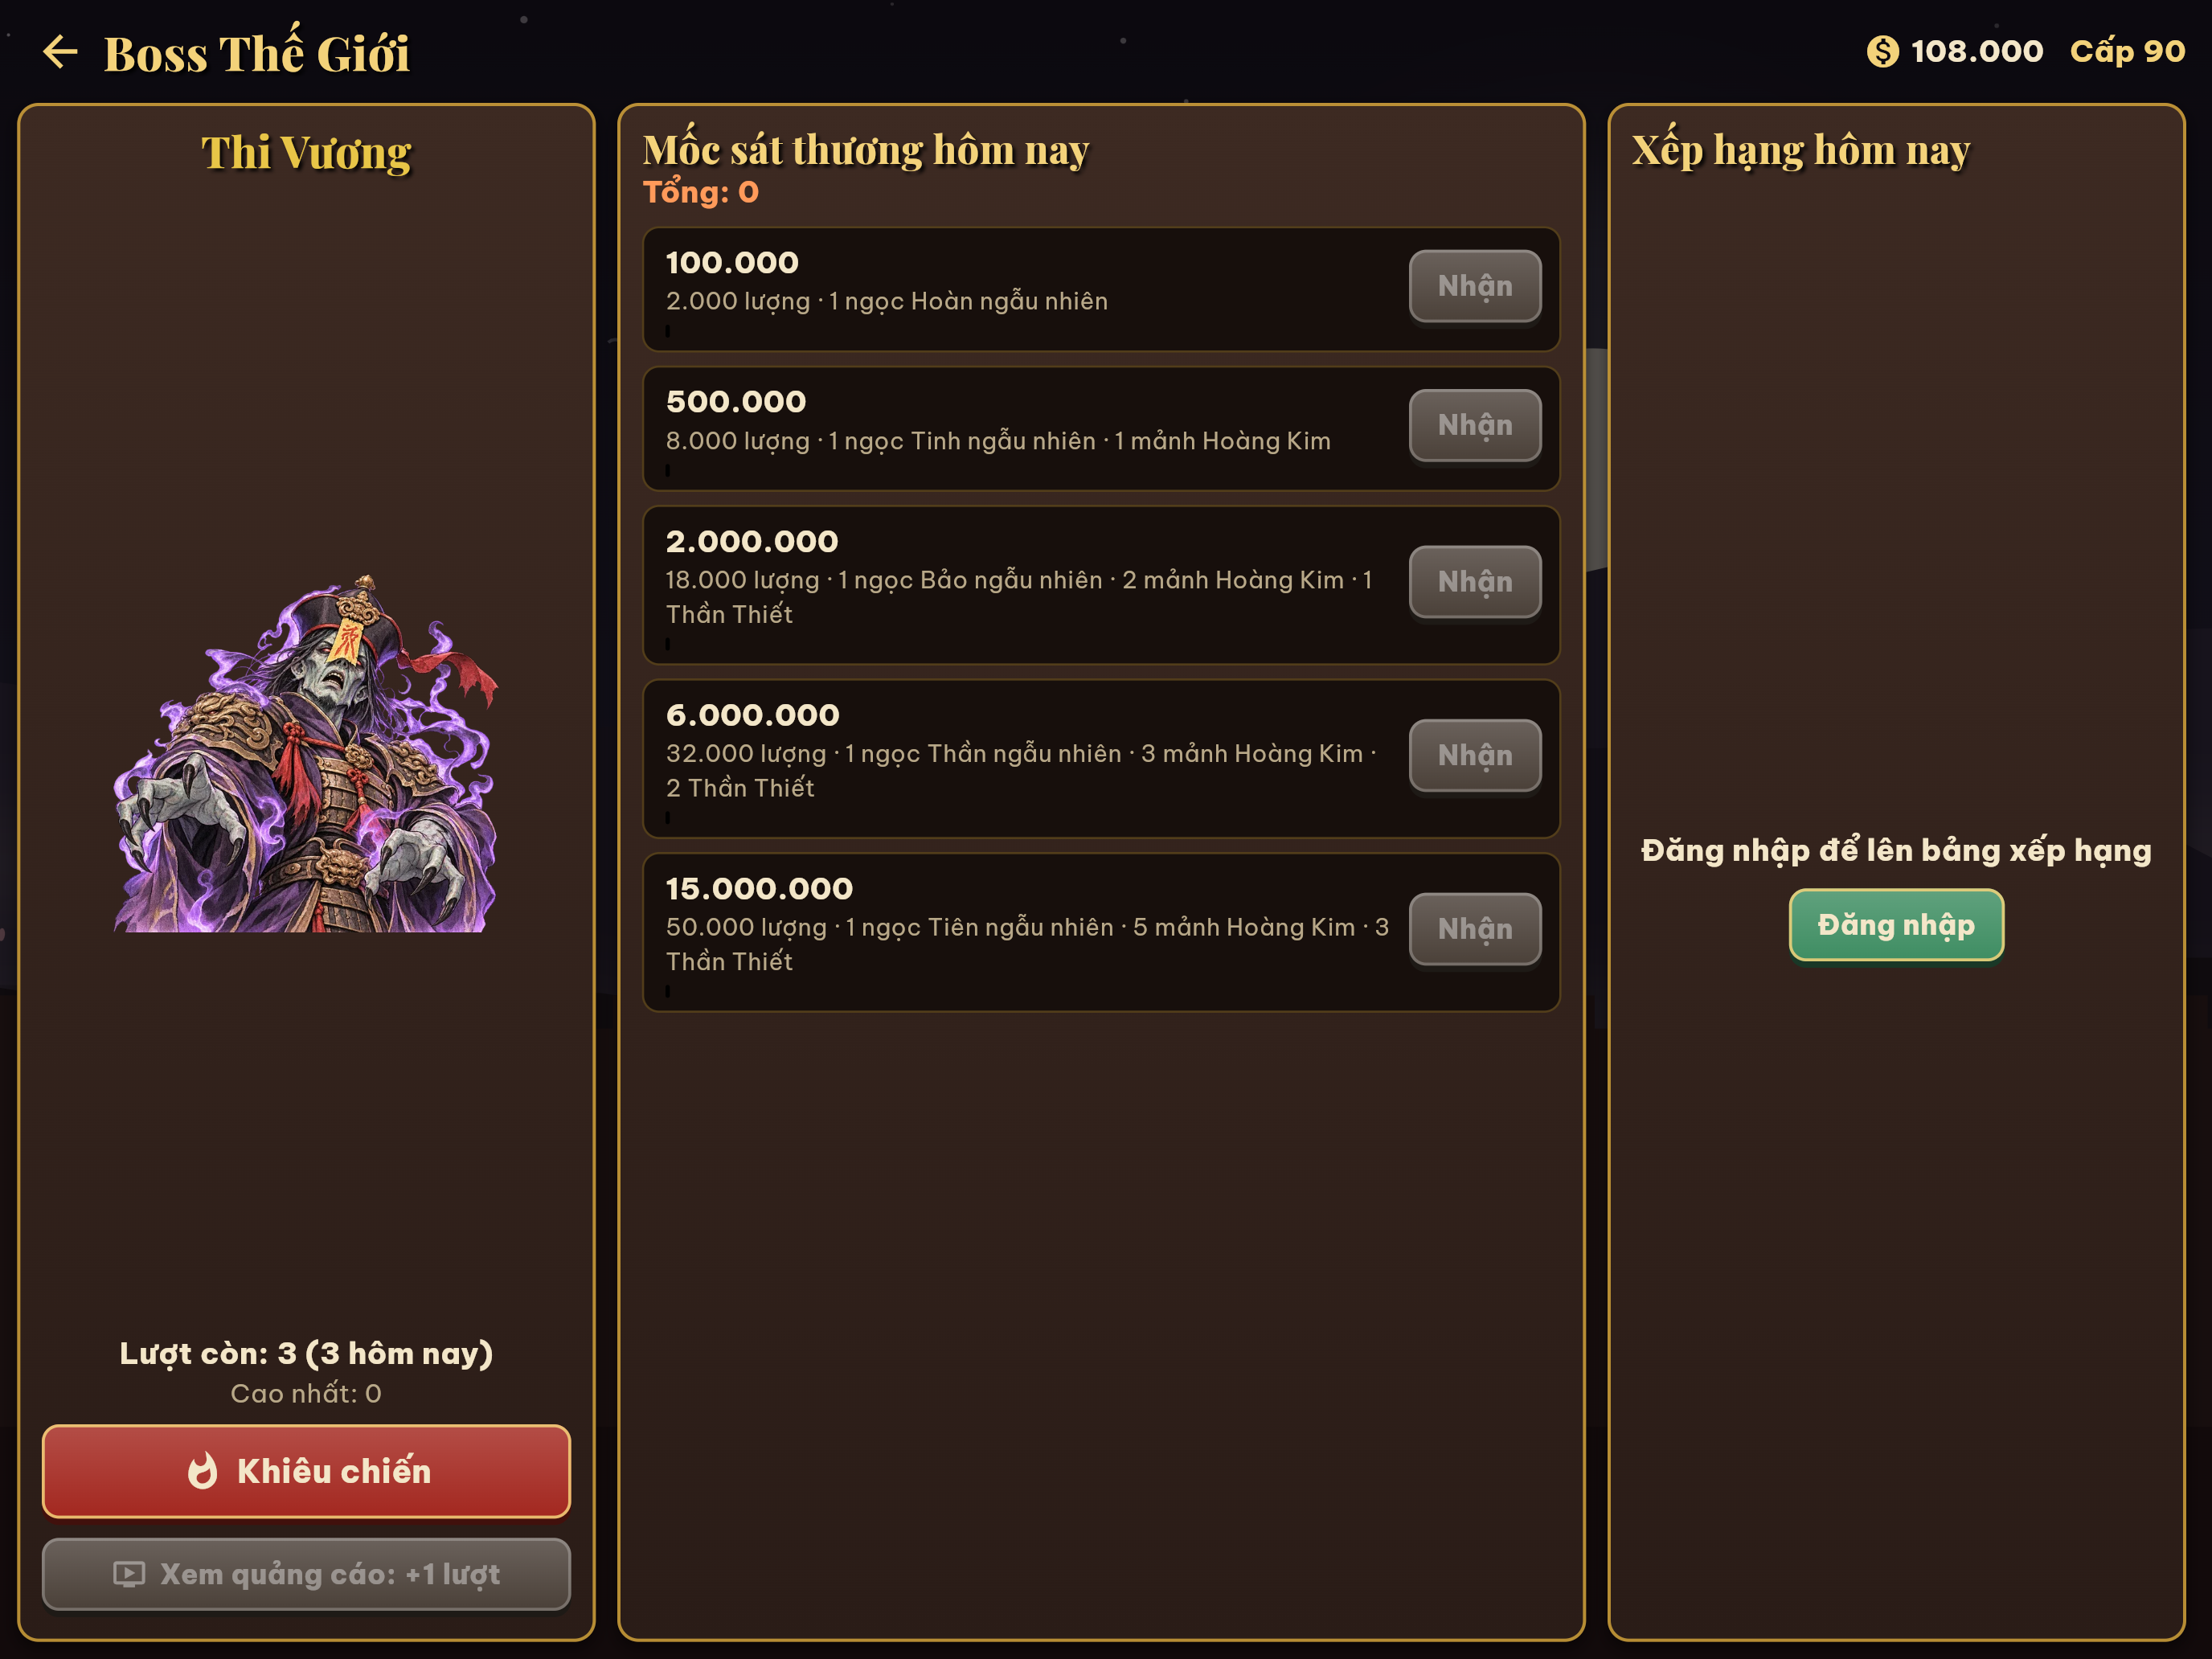 Boss Thế Giới
108.000 Cấp 90
Thi Vương
Lượt còn: 3 (3 hôm nay)
Cao nhất: 0
Khiêu chiến
Xem quảng cáo: +1 lượt
Mốc sát thương hôm nay
Tổng: 0
100.000
2.000 lượng · 1 ngọc Hoàn ngẫu nhiên
Nhận
500.000
8.000 lượng · 1 ngọc Tinh ngẫu nhiên · 1 mảnh Hoàng Kim
Nhận
2.000.000
18.000 lượng · 1 ngọc Bảo ngẫu nhiên · 2 mảnh Hoàng Kim · 1
Thần Thiết
Nhận
6.000.000
32.000 lượng · 1 ngọc Thần ngẫu nhiên · 3 mảnh Hoàng Kim ·
2 Thần Thiết
Nhận
15.000.000
50.000 lượng · 1 ngọc Tiên ngẫu nhiên · 5 mảnh Hoàng Kim · 3
Thần Thiết
Nhận
Xếp hạng hôm nay
Đăng nhập để lên bảng xếp hạng
Đăng nhập